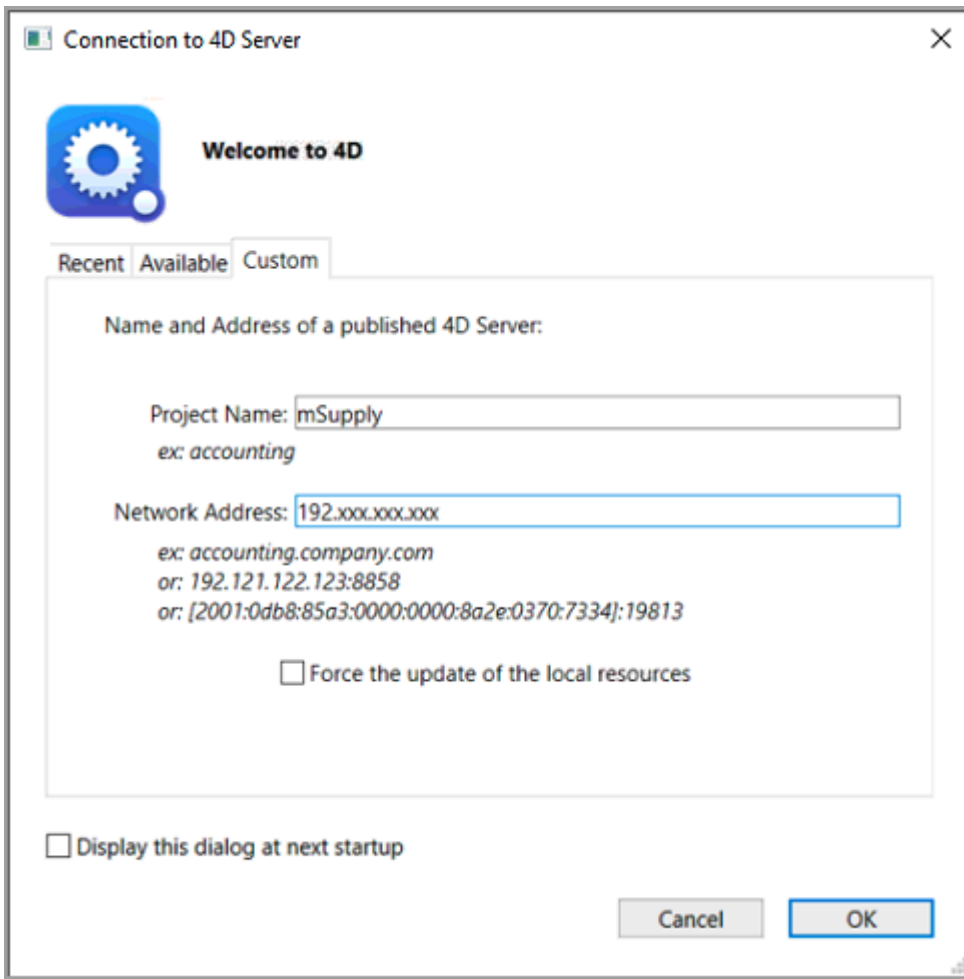 Connection to 4D Server
Welcome to 4D
Recent Available Custom
Name and Address of a published 4D Server:
Project Name: mSupply
ex: accounting
Network Address: 192.xxx.xxx.xxx
ex: accounting.company.com
or: 192.121.122.123:8858
or: [2001:0db8:85a3:0000:0000:8a2e:0370:7334]:19813
Force the update of the local resources
Display this dialog at next startup
Cancel OK